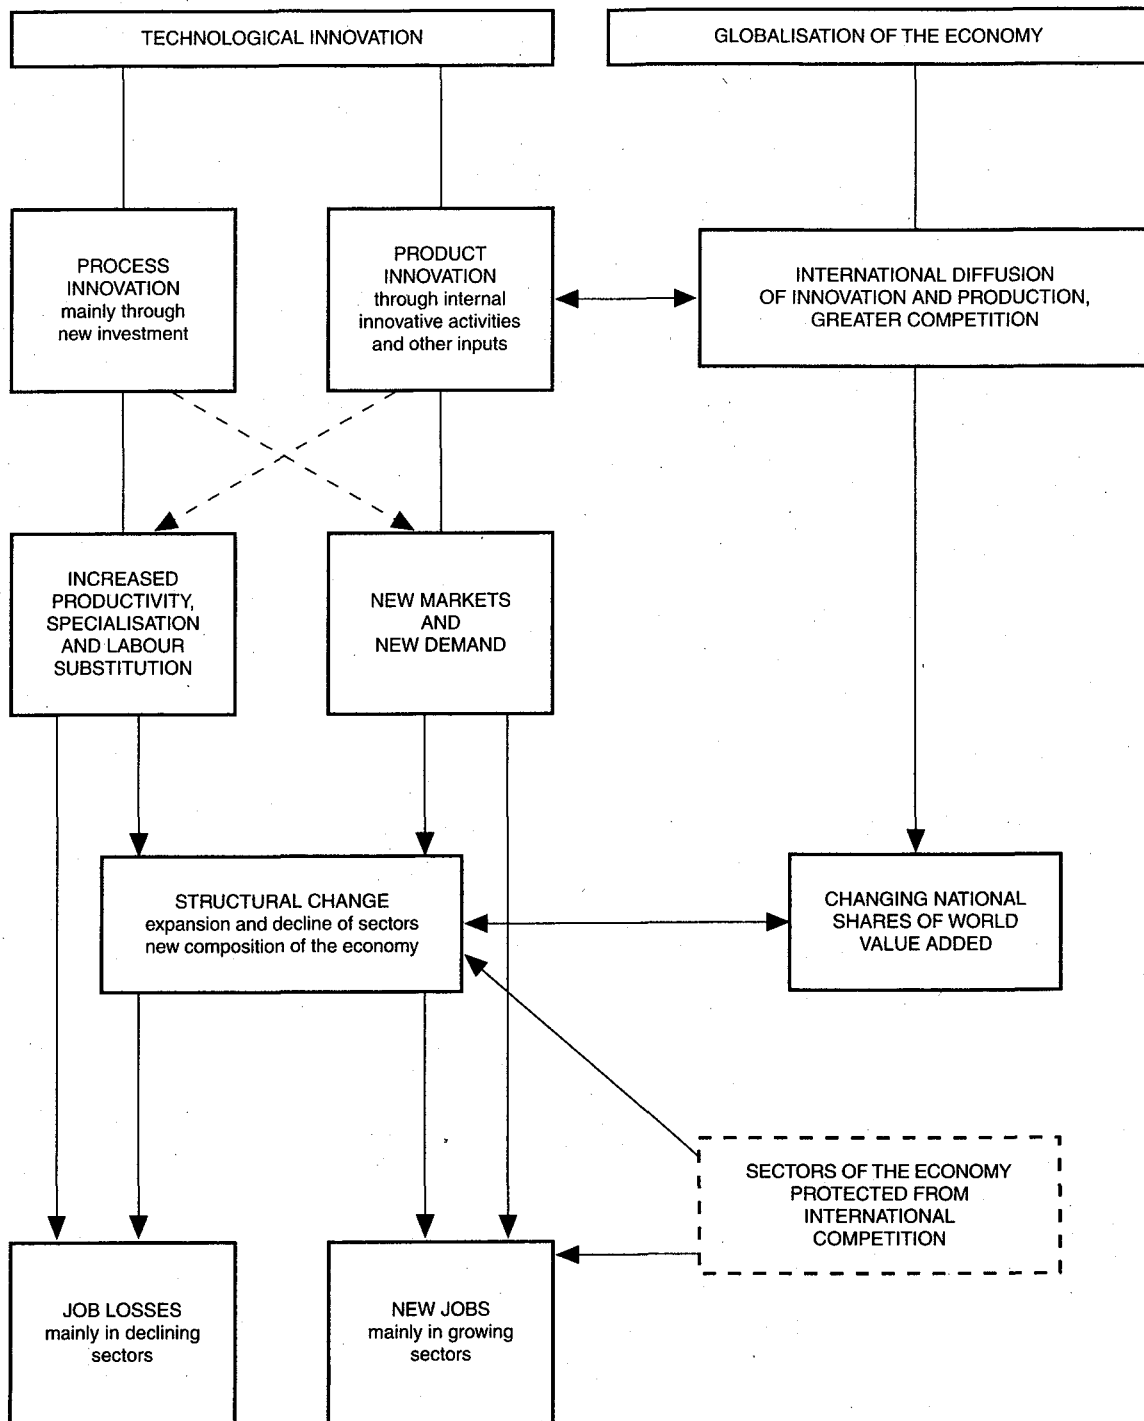 TECHNOLOGICAL INNOVATION
GLOBALISATION OF THE ECONOMY
PROCESS
INNOVATION
mainly through
new investment
PRODUCT
INNOVATION
through internal
innovative activities
and other inputs
INTERNATIONAL DIFFUSION
OF INNOVATION AND PRODUCTION,
GREATER COMPETITION
INCREASED
PRODUCTIVITY,
SPECIALISATION
AND LABOUR
SUBSTITUTION
NEW MARKETS
AND
NEW DEMAND
STRUCTURAL CHANGE
expansion and decline of sectors
new composition of the economy
CHANGING NATIONAL
SHARES OF WORLD
VALUE ADDED
SECTORS OF THE ECONOMY
PROTECTED FROM
INTERNATIONAL
COMPETITION
JOB LOSSES
mainly in declining
sectors
NEW JOBS
mainly in growing
sectors